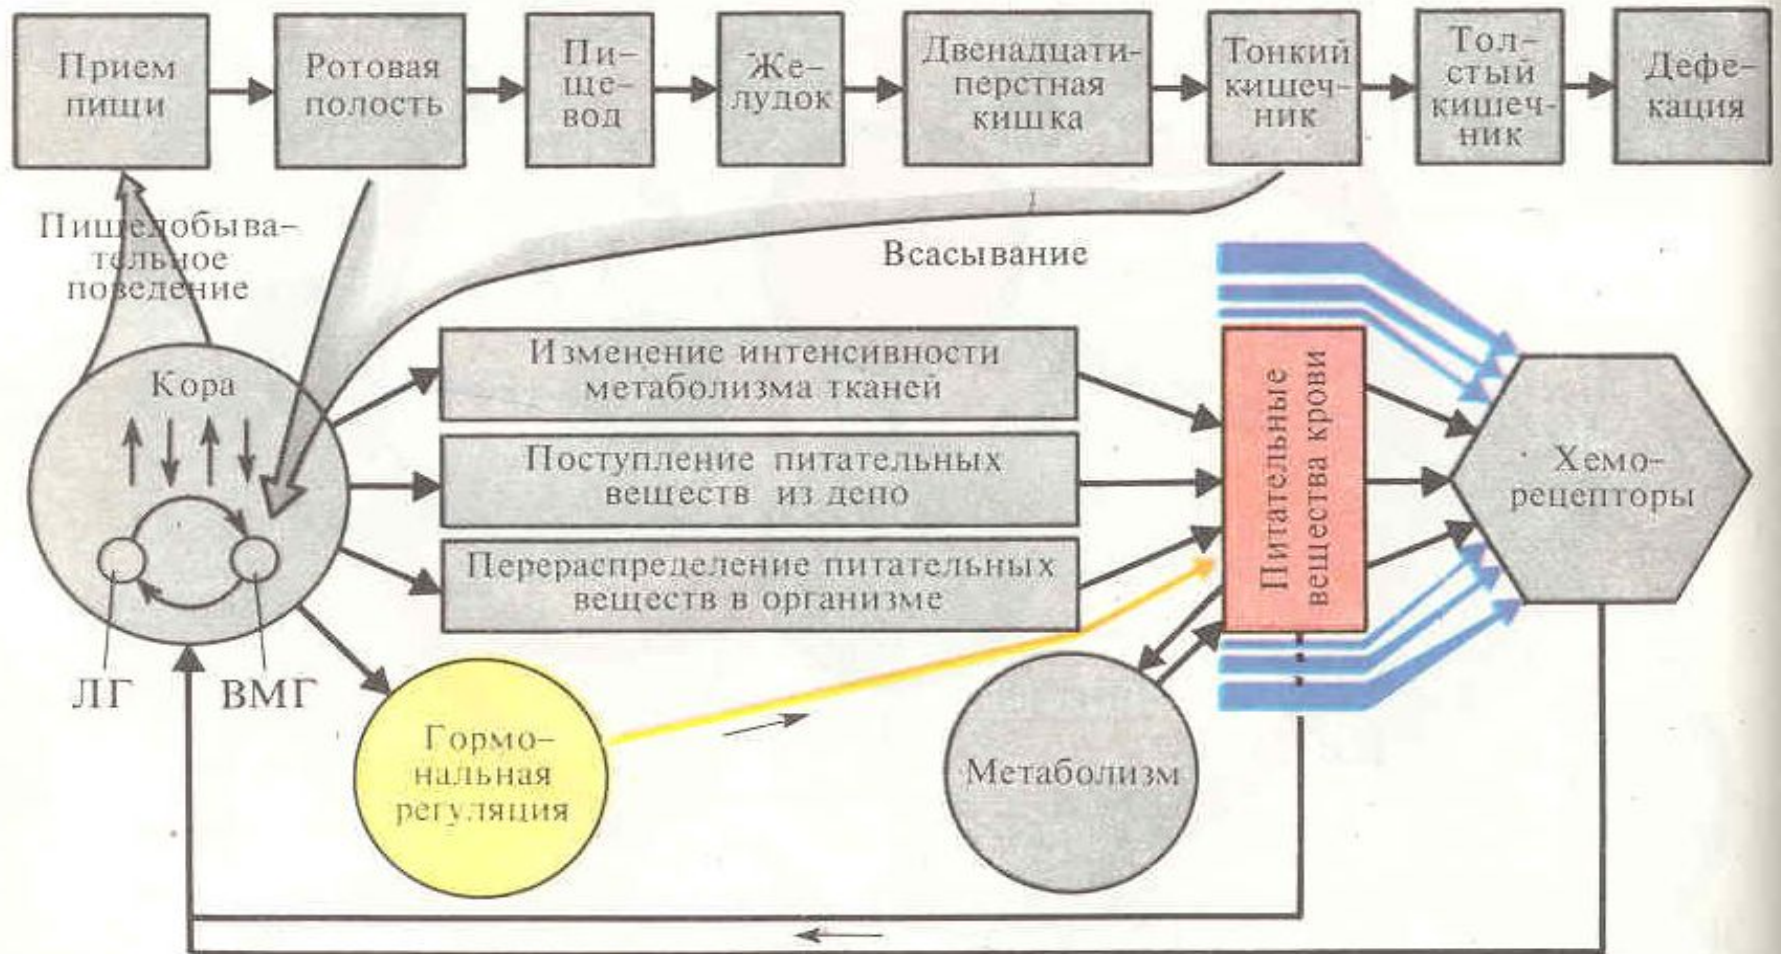 Прием
пищи
Ротовая
полость
Пи-
ще-
вод
Же-
лудок
Двенадцати-
перстная
кишка
Тонкий
кишеч-
ник
Тол-
стый
кишеч-
ник
Дефе-
кация
Пищедобыва-
тельное
поведение
Всасывание
Кора
ЛГ
ВМГ
Изменение интенсивности
метаболизма тканей
Поступление питательных
веществ из депо
Перераспределение питательных
веществ в организме
Гормо-
нальная
регуляция
Метаболизм
Питательные
вещества крови
Хемо-
рецепторы